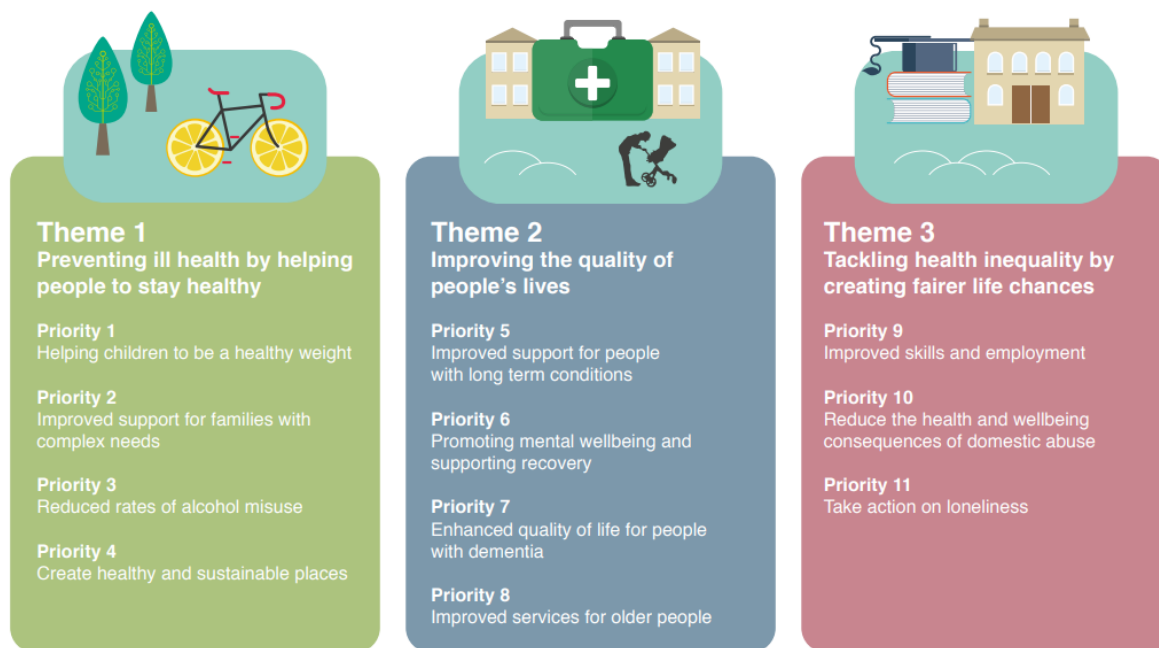 Theme 1
Preventing ill health by helping
people to stay healthy
Priority 1
Helping children to be a healthy weight
Priority 2
Improved support for families with
complex needs
Priority 3
Reduced rates of alcohol misuse
Priority 4
Create healthy and sustainable places
Theme 2
Improving the quality of
people's lives
Priority 5
Improved support for people
with long term conditions
Priority 6
Promoting mental wellbeing and
supporting recovery
Priority 7
Enhanced quality of life for people
with dementia
Priority 8
Improved services for older people
Theme 3
Tackling health inequality by
creating fairer life chances
Priority 9
Improved skills and employment
Priority 10
Reduce the health and wellbeing
consequences of domestic abuse
Priority 11
Take action on loneliness